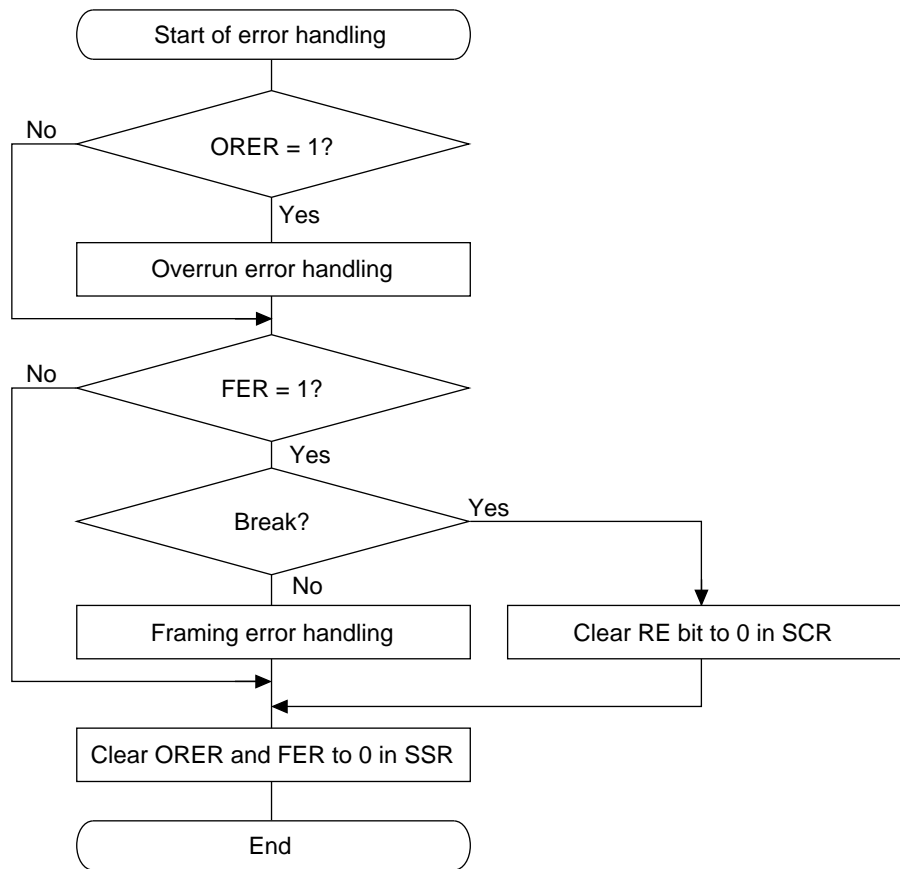 Start of error handling
No
ORER = 1?
Yes
Overrun error handling
No
FER = 1?
Yes
Break?
Yes
No
Framing error handling
Clear RE bit to 0 in SCR
Clear ORER and FER to 0 in SSR
End